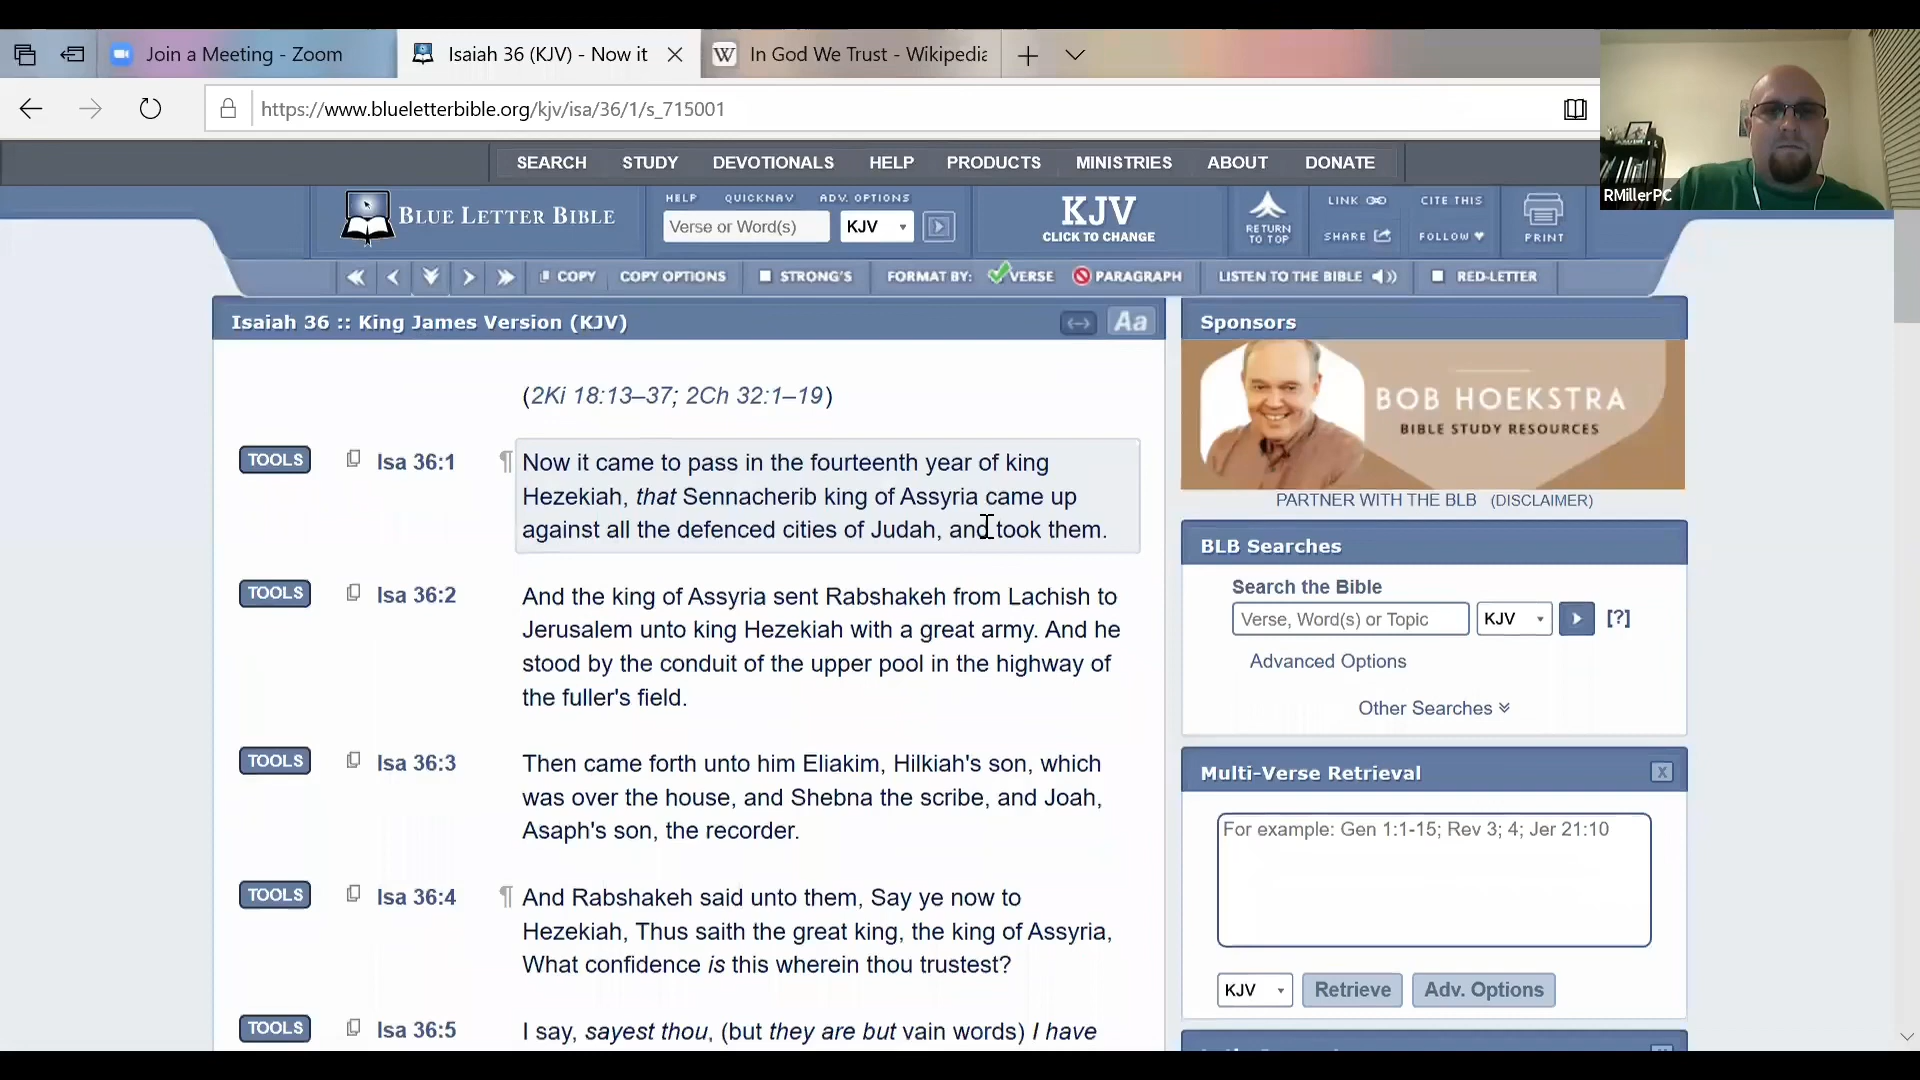 Join a Meeting - Zoom
Isaiah 36 (KJV) - Now it
In God We Trust - Wikipedia
https://www.blueletterbible.org/kjv/isa/36/1/s_715001
RMillerPC
SEARCH STUDY DEVOTIONALS HELP PRODUCTS MINISTRIES ABOUT DONATE
BLUE LETTER BIBLE
HELP QUICKNAV ADV. OPTIONS
Verse or Word(s) KJV
KJV
CLICK TO CHANGE
RETURN
TO TOP
LINK CITE THIS
SHARE FOLLOW
PRINT
COPY COPY OPTIONS STRONG'S FORMAT BY: VERSE PARAGRAPH LISTEN TO THE BIBLE RED-LETTER
Isaiah 36 :: King James Version (KJV)
Aa
(2Ki 18:13–37; 2Ch 32:1–19)
TOOLS Isa 36:1 ¶ Now it came to pass in the fourteenth year of king
Hezekiah, that Sennacherib king of Assyria came up
against all the defenced cities of Judah, and took them.
TOOLS Isa 36:2 And the king of Assyria sent Rabshakeh from Lachish to
Jerusalem unto king Hezekiah with a great army. And he
stood by the conduit of the upper pool in the highway of
the fuller's field.
TOOLS Isa 36:3 Then came forth unto him Eliakim, Hilkiah's son, which
was over the house, and Shebna the scribe, and Joah,
Asaph's son, the recorder.
TOOLS Isa 36:4 ¶ And Rabshakeh said unto them, Say ye now to
Hezekiah, Thus saith the great king, the king of Assyria,
What confidence is this wherein thou trustest?
TOOLS Isa 36:5 I say, sayest thou, (but they are but vain words) I have
Sponsors
BOB HOEKSTRA
BIBLE STUDY RESOURCES
PARTNER WITH THE BLB (DISCLAIMER)
BLB Searches
Search the Bible
Verse, Word(s) or Topic KJV [?]
Advanced Options
Other Searches
Multi-Verse Retrieval X
For example: Gen 1:1-15; Rev 3; 4; Jer 21:10
KJV Retrieve Adv. Options